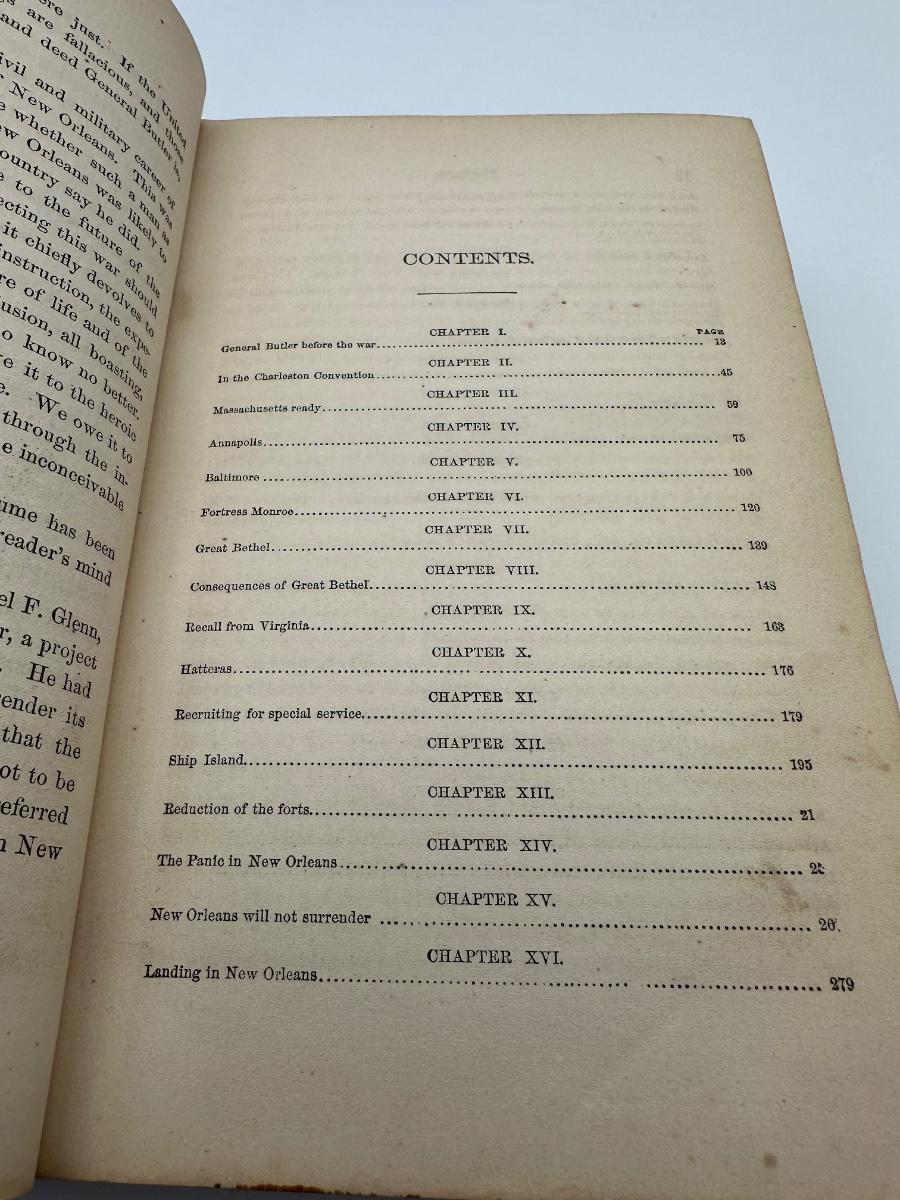 ere just. If the United
s are fallacious, and those
and deed General Butler is,
ivil and military career of
New Orleans. This was
e whether such a man as
ew Orleans was likely to
ountry say he did.
e to the future of the
ecting this war should
it chiefly devolves to
instruction, the expe-
re of life and of the
usion, all boasting,
o know no better.
e it to the heroic
e. We owe it to
through the in-
e inconceivable
ume has been
reader's mind
el F. Glenn,
r, a project
He had
ender its
that the
ot to be
eferred
n New
CONTENTS.
CHAPTER I.
PAGE
General Butler before the war 13
CHAPTER II.
In the Charleston Convention 45
CHAPTER III.
Massachusetts ready 59
CHAPTER IV.
Annapolis 75
CHAPTER V.
Baltimore 100
CHAPTER VI.
Fortress Monroe 120
CHAPTER VII.
Great Bethel 139
CHAPTER VIII.
Consequences of Great Bethel 148
CHAPTER IX.
Recall from Virginia 163
CHAPTER X.
Hatteras 176
CHAPTER XI.
Recruiting for special service 179
CHAPTER XII.
Ship Island 195
CHAPTER XIII.
Reduction of the forts 21
CHAPTER XIV.
The Panic in New Orleans
CHAPTER XV.
New Orleans will not surrender
CHAPTER XVI.
Landing in New Orleans 279